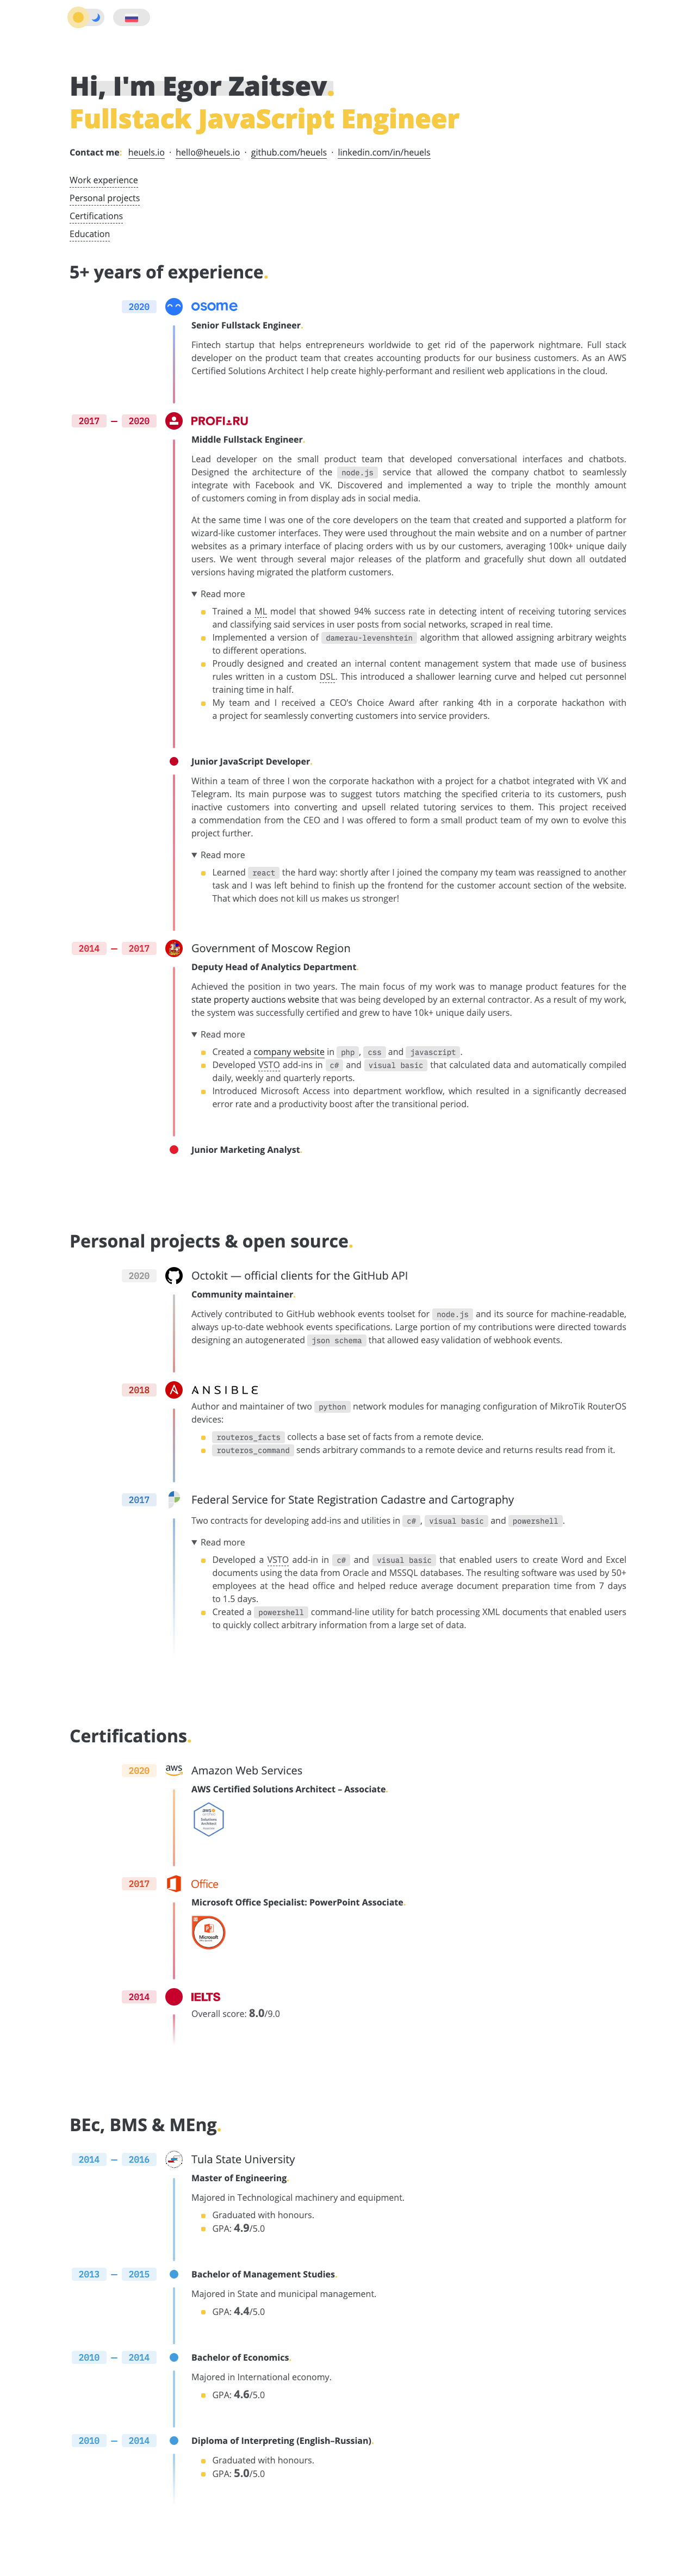 Hi, I'm Egor Zaitsev.
Fullstack JavaScript Engineer
Contact me: heuels.io · hello@heuels.io · github.com/heuels · linkedin.com/in/heuels
Work experience
Personal projects
Certifications
Education
5+ years of experience.
2020 osome
Senior Fullstack Engineer.
Fintech startup that helps entrepreneurs worldwide to get rid of the paperwork nightmare. Full stack
developer on the product team that creates accounting products for our business customers. As an AWS
Certified Solutions Architect I help create highly-performant and resilient web applications in the cloud.
2017 — 2020 PROFI.RU
Middle Fullstack Engineer.
Lead developer on the small product team that developed conversational interfaces and chatbots.
Designed the architecture of the node.js service that allowed the company chatbot to seamlessly
integrate with Facebook and VK. Discovered and implemented a way to triple the monthly amount
of customers coming in from display ads in social media.
At the same time I was one of the core developers on the team that created and supported a platform for
wizard-like customer interfaces. They were used throughout the main website and on a number of partner
websites as a primary interface of placing orders with us by our customers, averaging 100k+ unique daily
users. We went through several major releases of the platform and gracefully shut down all outdated
versions having migrated the platform customers.
▼ Read more
Trained a ML model that showed 94% success rate in detecting intent of receiving tutoring services
and classifying said services in user posts from social networks, scraped in real time.
Implemented a version of damerau-levenshtein algorithm that allowed assigning arbitrary weights
to different operations.
Proudly designed and created an internal content management system that made use of business
rules written in a custom DSL. This introduced a shallower learning curve and helped cut personnel
training time in half.
My team and I received a CEO's Choice Award after ranking 4th in a corporate hackathon with
a project for seamlessly converting customers into service providers.
Junior JavaScript Developer.
Within a team of three I won the corporate hackathon with a project for a chatbot integrated with VK and
Telegram. Its main purpose was to suggest tutors matching the specified criteria to its customers, push
inactive customers into converting and upsell related tutoring services to them. This project received
a commendation from the CEO and I was offered to form a small product team of my own to evolve this
project further.
▼ Read more
Learned react the hard way: shortly after I joined the company my team was reassigned to another
task and I was left behind to finish up the frontend for the customer account section of the website.
That which does not kill us makes us stronger!
2014 — 2017 Government of Moscow Region
Deputy Head of Analytics Department.
Achieved the position in two years. The main focus of my work was to manage product features for the
state property auctions website that was being developed by an external contractor. As a result of my work,
the system was successfully certified and grew to have 10k+ unique daily users.
▼ Read more
Created a company website in php, css and javascript.
Developed VSTO add-ins in c# and visual basic that calculated data and automatically compiled
daily, weekly and quarterly reports.
Introduced Microsoft Access into department workflow, which resulted in a significantly decreased
error rate and a productivity boost after the transitional period.
Junior Marketing Analyst.
Personal projects & open source.
2020 Octokit — official clients for the GitHub API
Community maintainer.
Actively contributed to GitHub webhook events toolset for node.js and its source for machine-readable,
always up-to-date webhook events specifications. Large portion of my contributions were directed towards
designing an autogenerated json schema that allowed easy validation of webhook events.
2018 ANSIBLE
Author and maintainer of two python network modules for managing configuration of MikroTik RouterOS
devices:
routeros_facts collects a base set of facts from a remote device.
routeros_command sends arbitrary commands to a remote device and returns results read from it.
2017 Federal Service for State Registration Cadastre and Cartography
Two contracts for developing add-ins and utilities in c#, visual basic and powershell.
▼ Read more
Developed a VSTO add-in in c# and visual basic that enabled users to create Word and Excel
documents using the data from Oracle and MSSQL databases. The resulting software was used by 50+
employees at the head office and helped reduce average document preparation time from 7 days
to 1.5 days.
Created a powershell command-line utility for batch processing XML documents that enabled users
to quickly collect arbitrary information from a large set of data.
Certifications.
2020 aws Amazon Web Services
AWS Certified Solutions Architect – Associate.
aws
Solutions
Architect
2017 Office
Microsoft Office Specialist: PowerPoint Associate.
Microsoft
2014 IELTS
Overall score: 8.0/9.0
BEc, BMS & MEng.
2014 — 2016 Tula State University
Master of Engineering.
Majored in Technological machinery and equipment.
Graduated with honours.
GPA: 4.9/5.0
2013 — 2015 Bachelor of Management Studies.
Majored in State and municipal management.
GPA: 4.4/5.0
2010 — 2014 Bachelor of Economics.
Majored in International economy.
GPA: 4.6/5.0
2010 — 2014 Diploma of Interpreting (English–Russian).
Graduated with honours.
GPA: 5.0/5.0